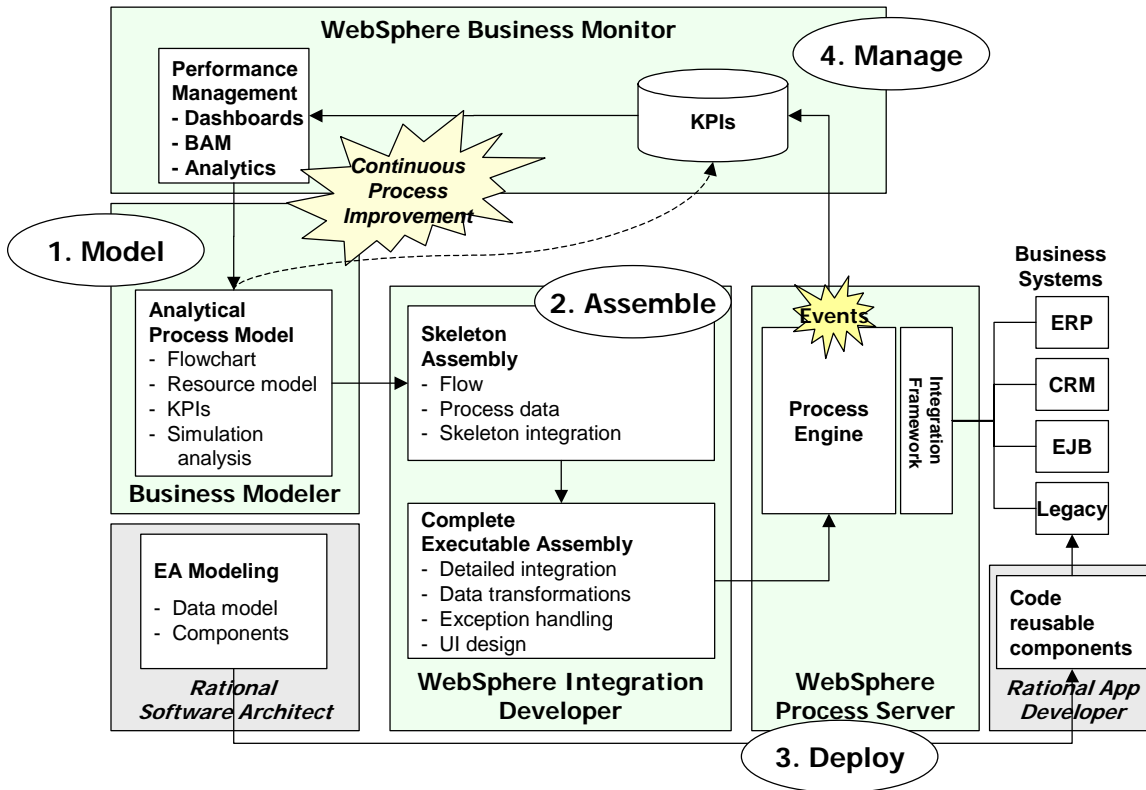 WebSphere Business Monitor
4. Manage
Performance
Management
- Dashboards
- BAM
- Analytics
KPIs
Continuous
Process
Improvement
1. Model
Analytical
Process Model
- Flowchart
- Resource model
- KPIs
- Simulation
analysis
Business Modeler
2. Assemble
Skeleton
Assembly
- Flow
- Process data
- Skeleton integration
Complete
Executable Assembly
- Detailed integration
- Data transformations
- Exception handling
- UI design
WebSphere Integration
Developer
Events
Process
Engine
Integration
Framework
WebSphere
Process Server
Business
Systems
ERP
CRM
EJB
Legacy
EA Modeling
- Data model
- Components
Rational
Software Architect
Code
reusable
components
Rational App
Developer
3. Deploy